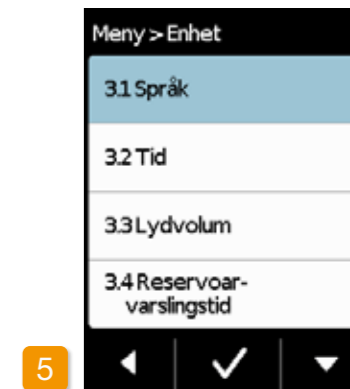 Meny > Enhet
3.1 Språk
3.2 Tid
3.3 Lydvolum
3.4 Reservoar-
varslingstid
5